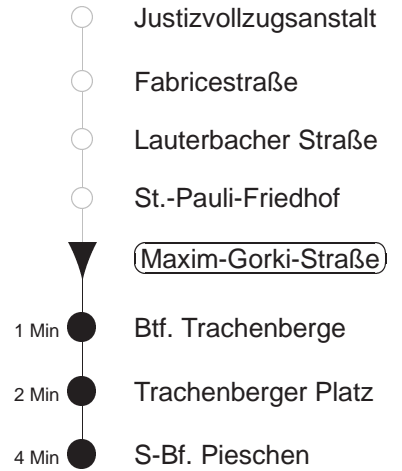 Justizvollzugsanstalt
Fabricestraße
Lauterbacher Straße
St.-Pauli-Friedhof
Maxim-Gorki-Straße
1 Min Btf. Trachenberge
2 Min Trachenberger Platz
4 Min S-Bf. Pieschen